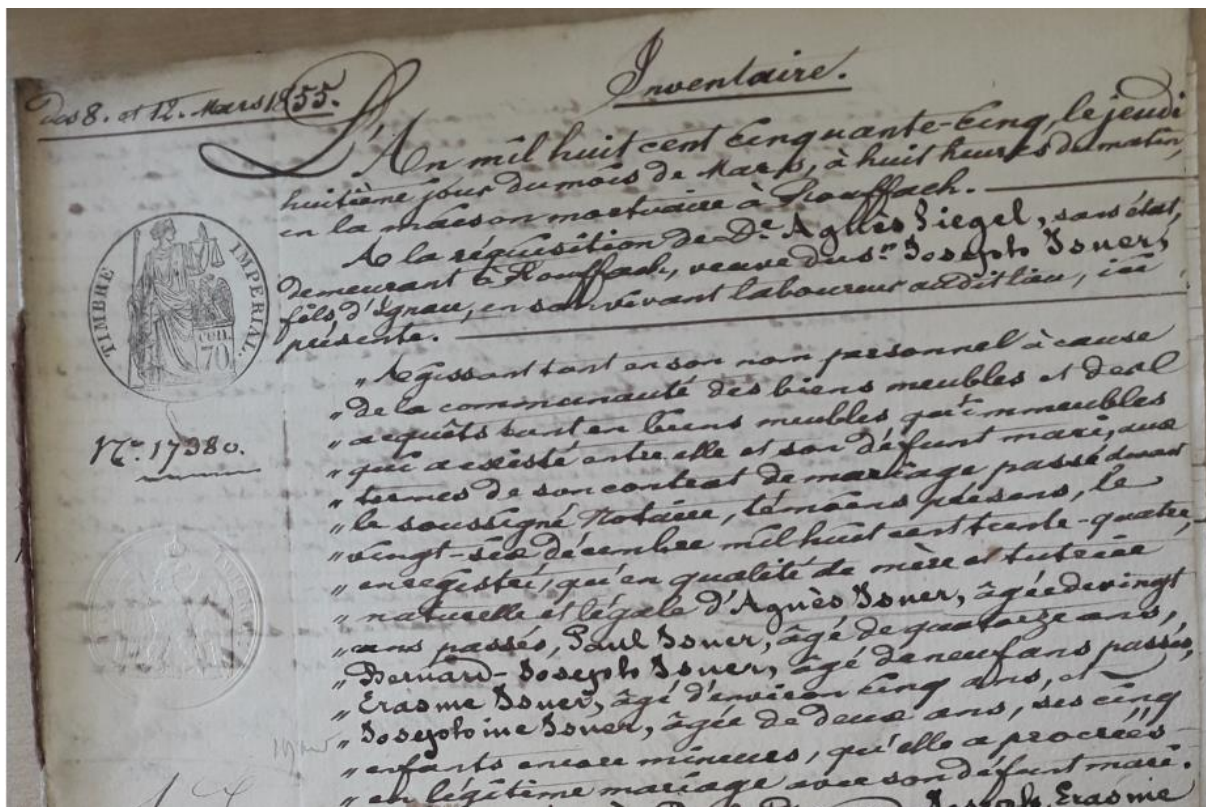 Inventaire.
Des 8. et 12. Mars 1855.
L'An mil huit cent cinquante-cinq, le jeudi
huitième jour du mois de Mars, à huit heures du matin,
en la maison mortuaire à Rouffach.
A la réquisition de De. Agnès Siegel, sans état,
demeurant à Rouffach, veuve du sr. Joseph Isner,
fils d'Ignace, en son vivant laboureur audit lieu, ici
présente.
TIMBRE IMPERIAL.
cen. 70
„ Agissant tant en son nom personnel à cause
„ de la communauté des biens meubles et des
„ acquêts tant en biens meubles qu'immeubles
„ qui a existé entre elle et son défunt mari, aux
Nro. 17380.
„ termes de son contrat de mariage passé devant
„ le soussigné Notaire, témoins présens, le
„ vingt-six décembre mil huit cent trente-quatre,
„ enregistré, qu'en qualité de mère et tutrice
„ naturelle et légale d'Agnès Isner, âgée de vingt
„ ans passés, Paul Isner, âgé de quatorze ans,
„ Bernard-Joseph Isner, âgé de neuf ans passés,
„ Erasme Isner, âgé d'environ cinq ans, et
„ Josephine Isner, âgée de deux ans, ses cinq
„ enfants encore mineurs, qu'elle a procréés
„ en légitime mariage avec son défunt mari.
Joseph Erasme